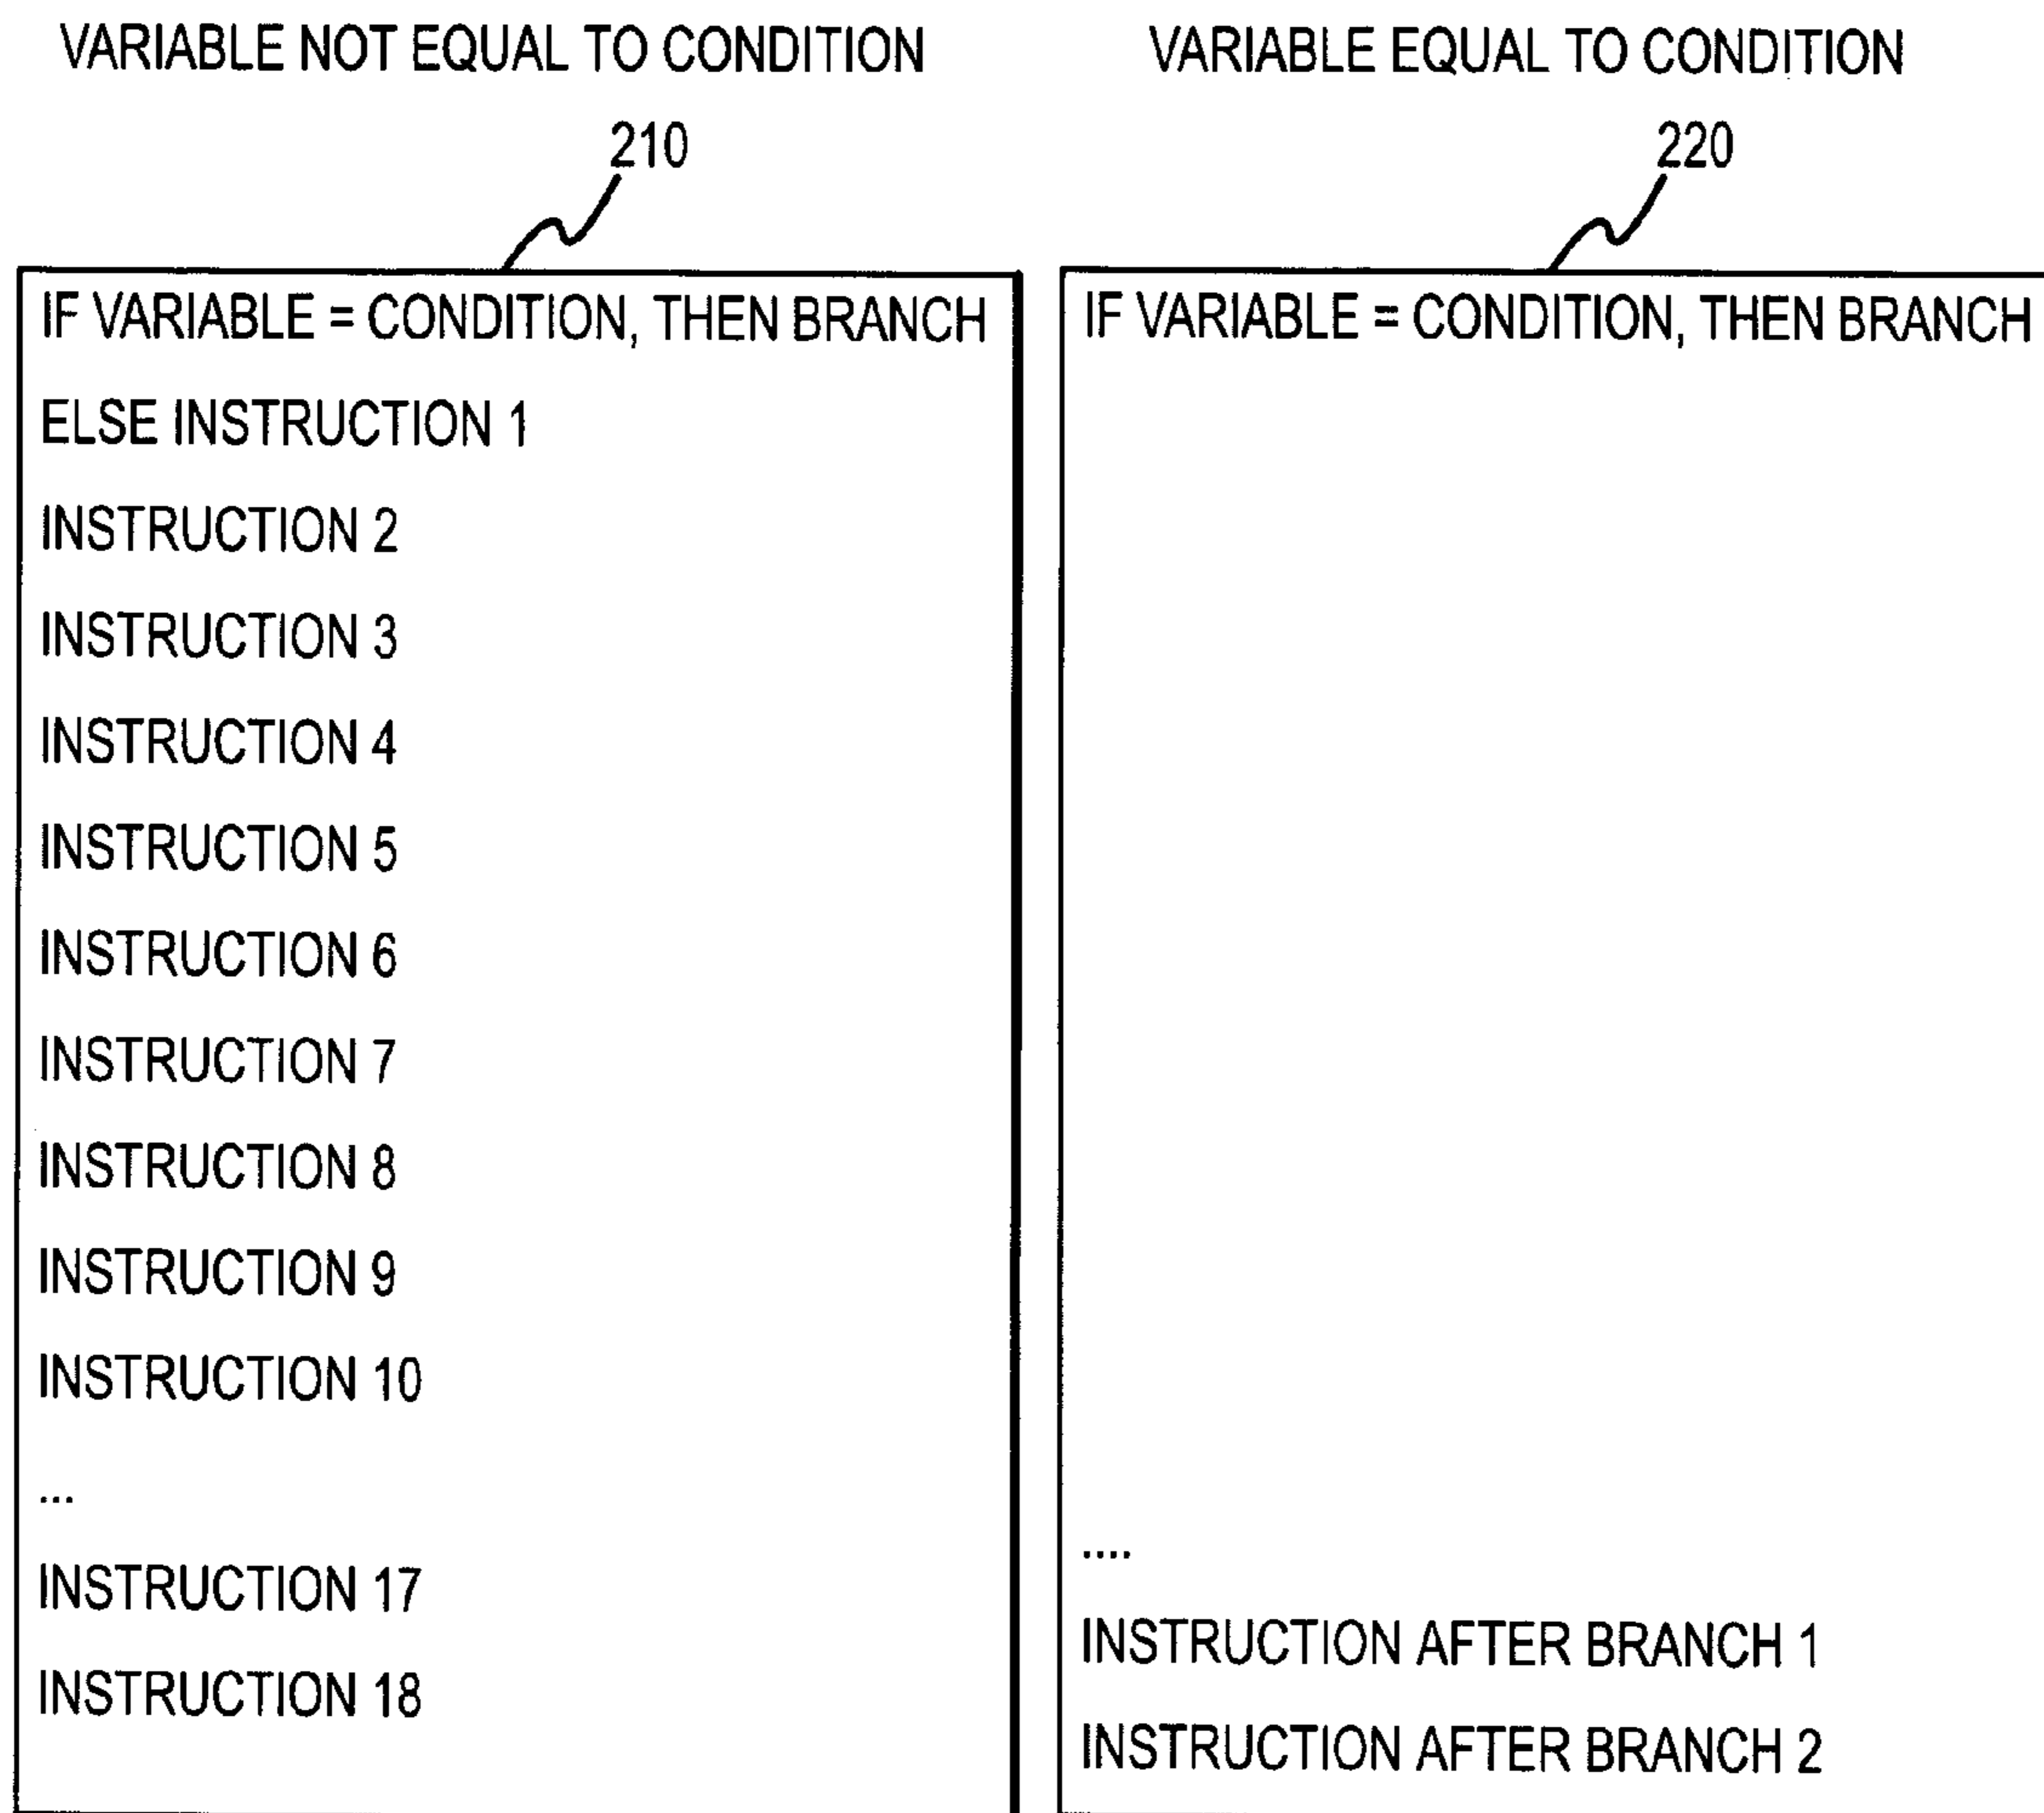 VARIABLE NOT EQUAL TO CONDITION
210
IF VARIABLE = CONDITION, THEN BRANCH
ELSE INSTRUCTION 1
INSTRUCTION 2
INSTRUCTION 3
INSTRUCTION 4
INSTRUCTION 5
INSTRUCTION 6
INSTRUCTION 7
INSTRUCTION 8
INSTRUCTION 9
INSTRUCTION 10
...
INSTRUCTION 17
INSTRUCTION 18
VARIABLE EQUAL TO CONDITION
220
IF VARIABLE = CONDITION, THEN BRANCH
....
INSTRUCTION AFTER BRANCH 1
INSTRUCTION AFTER BRANCH 2